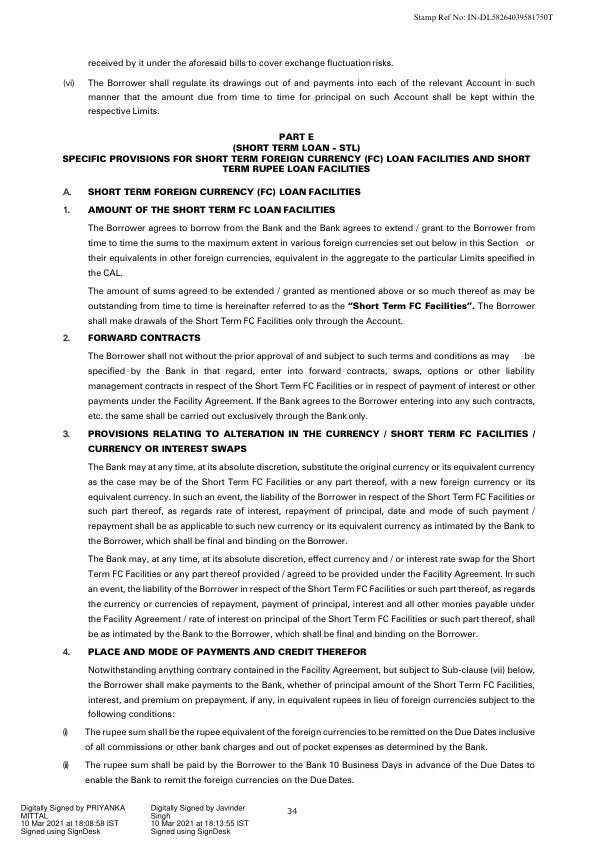 Stamp Ref No: IN-DL58264039581750T
received by it under the aforesaid bills to cover exchange fluctuation risks.
(vi) The Borrower shall regulate its drawings out of and payments into each of the relevant Account in such
manner that the amount due from time to time for principal on such Account shall be kept within the
respective Limits.
PART E
(SHORT TERM LOAN - STL)
SPECIFIC PROVISIONS FOR SHORT TERM FOREIGN CURRENCY (FC) LOAN FACILITIES AND SHORT
TERM RUPEE LOAN FACILITIES
A. SHORT TERM FOREIGN CURRENCY (FC) LOAN FACILITIES
1. AMOUNT OF THE SHORT TERM FC LOAN FACILITIES
The Borrower agrees to borrow from the Bank and the Bank agrees to extend / grant to the Borrower from
time to time the sums to the maximum extent in various foreign currencies set out below in this Section or
their equivalents in other foreign currencies, equivalent in the aggregate to the particular Limits specified in
the CAL.
The amount of sums agreed to be extended / granted as mentioned above or so much thereof as may be
outstanding from time to time is hereinafter referred to as the “Short Term FC Facilities”. The Borrower
shall make drawals of the Short Term FC Facilities only through the Account.
2. FORWARD CONTRACTS
The Borrower shall not without the prior approval of and subject to such terms and conditions as may be
specified by the Bank in that regard, enter into forward contracts, swaps, options or other liability
management contracts in respect of the Short Term FC Facilities or in respect of payment of interest or other
payments under the Facility Agreement. If the Bank agrees to the Borrower entering into any such contracts,
etc. the same shall be carried out exclusively through the Bank only.
3. PROVISIONS RELATING TO ALTERATION IN THE CURRENCY / SHORT TERM FC FACILITIES /
CURRENCY OR INTEREST SWAPS
The Bank may at any time, at its absolute discretion, substitute the original currency or its equivalent currency
as the case may be of the Short Term FC Facilities or any part thereof, with a new foreign currency or its
equivalent currency. In such an event, the liability of the Borrower in respect of the Short Term FC Facilities or
such part thereof, as regards rate of interest, repayment of principal, date and mode of such payment /
repayment shall be as applicable to such new currency or its equivalent currency as intimated by the Bank to
the Borrower, which shall be final and binding on the Borrower.
The Bank may, at any time, at its absolute discretion, effect currency and / or interest rate swap for the Short
Term FC Facilities or any part thereof provided / agreed to be provided under the Facility Agreement. In such
an event, the liability of the Borrower in respect of the Short Term FC Facilities or such part thereof, as regards
the currency or currencies of repayment, payment of principal, interest and all other monies payable under
the Facility Agreement / rate of interest on principal of the Short Term FC Facilities or such part thereof, shall
be as intimated by the Bank to the Borrower, which shall be final and binding on the Borrower.
4. PLACE AND MODE OF PAYMENTS AND CREDIT THEREFOR
Notwithstanding anything contrary contained in the Facility Agreement, but subject to Sub-clause (vii) below,
the Borrower shall make payments to the Bank, whether of principal amount of the Short Term FC Facilities,
interest, and premium on prepayment, if any, in equivalent rupees in lieu of foreign currencies subject to the
following conditions:
(i) The rupee sum shall be the rupee equivalent of the foreign currencies to be remitted on the Due Dates inclusive
of all commissions or other bank charges and out of pocket expenses as determined by the Bank.
(ii) The rupee sum shall be paid by the Borrower to the Bank 10 Business Days in advance of the Due Dates to
enable the Bank to remit the foreign currencies on the Due Dates.
Digitally Signed by PRIYANKA
MITTAL
10 Mar 2021 at 18:08:58 IST
Signed using SignDesk
Digitally Signed by Javinder
Singh
10 Mar 2021 at 18:13:55 IST
Signed using SignDesk
34